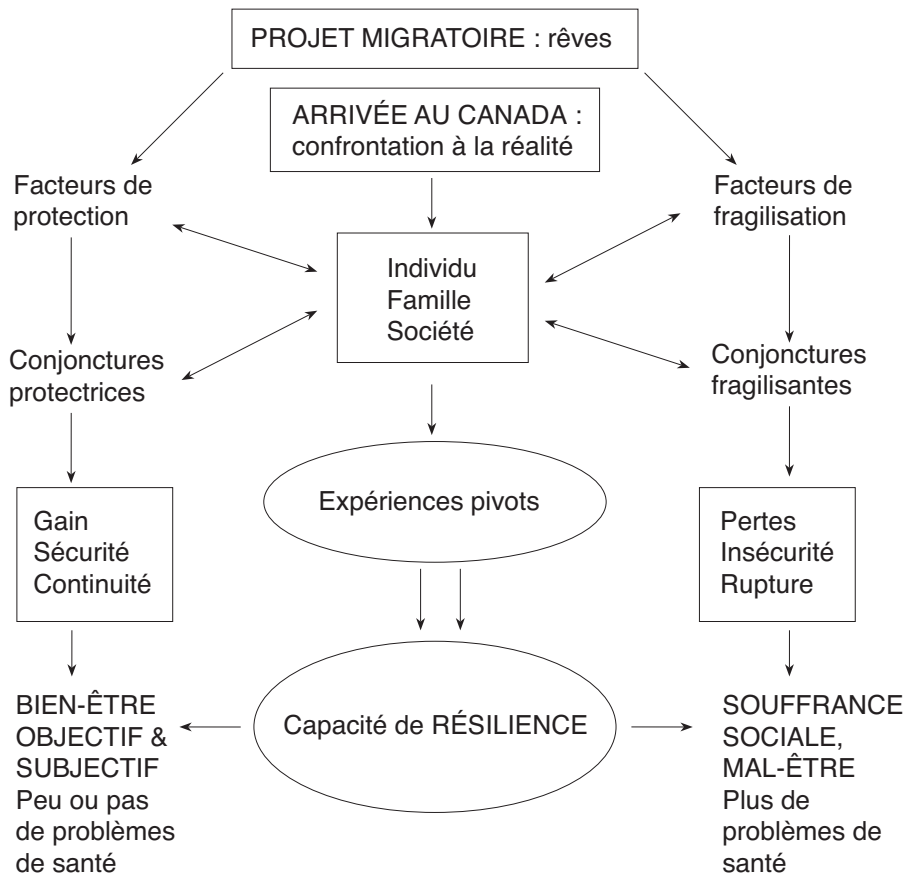 PROJET MIGRATOIRE : rêves
ARRIVÉE AU CANADA :
confrontation à la réalité
Facteurs de
protection
Facteurs de
fragilisation
Individu
Famille
Société
Conjonctures
protectrices
Conjonctures
fragilisantes
Expériences pivots
Gain
Sécurité
Continuité
Pertes
Insécurité
Rupture
BIEN-ÊTRE
OBJECTIF &
SUBJECTIF
Peu ou pas
de problèmes
de santé
Capacité de RÉSILIENCE
SOUFFRANCE
SOCIALE,
MAL-ÊTRE
Plus de
problèmes de
santé